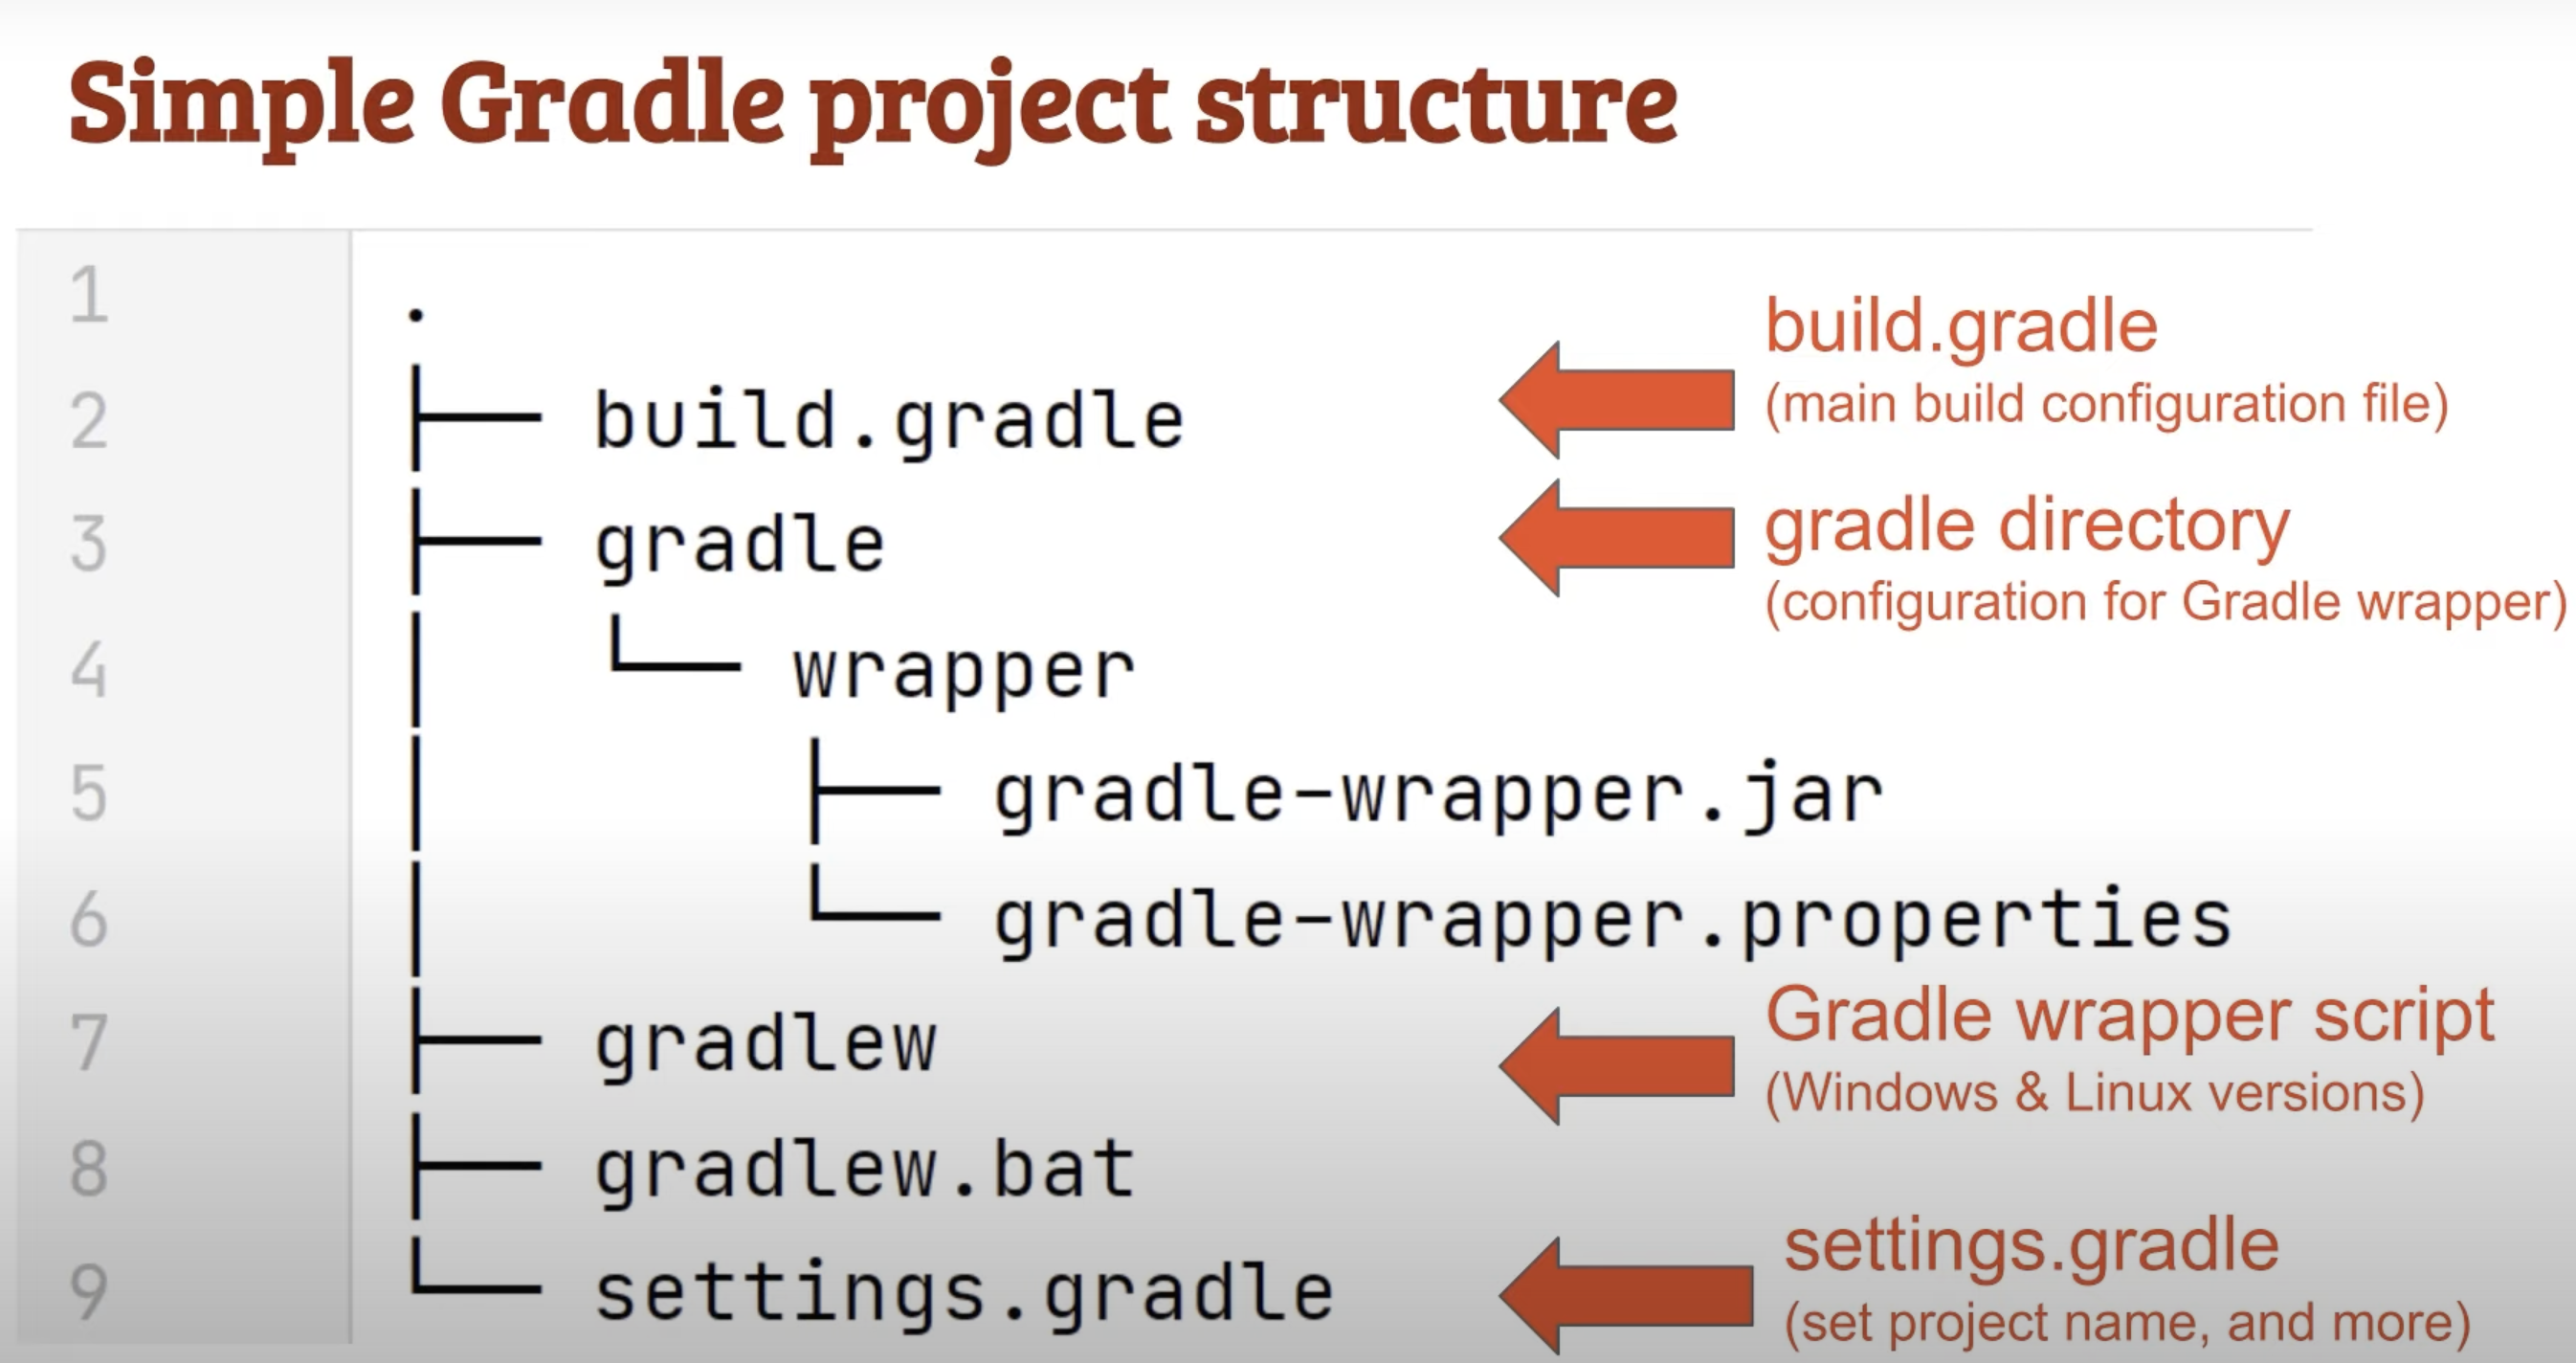 Simple Gradle project structure
1 .
2 ├── build.gradle
3 ├── gradle
4 │   └── wrapper
5 │       ├── gradle-wrapper.jar
6 │       └── gradle-wrapper.properties
7 ├── gradlew
8 ├── gradlew.bat
9 └── settings.gradle
build.gradle
(main build configuration file)
gradle directory
(configuration for Gradle wrapper)
Gradle wrapper script
(Windows & Linux versions)
settings.gradle
(set project name, and more)